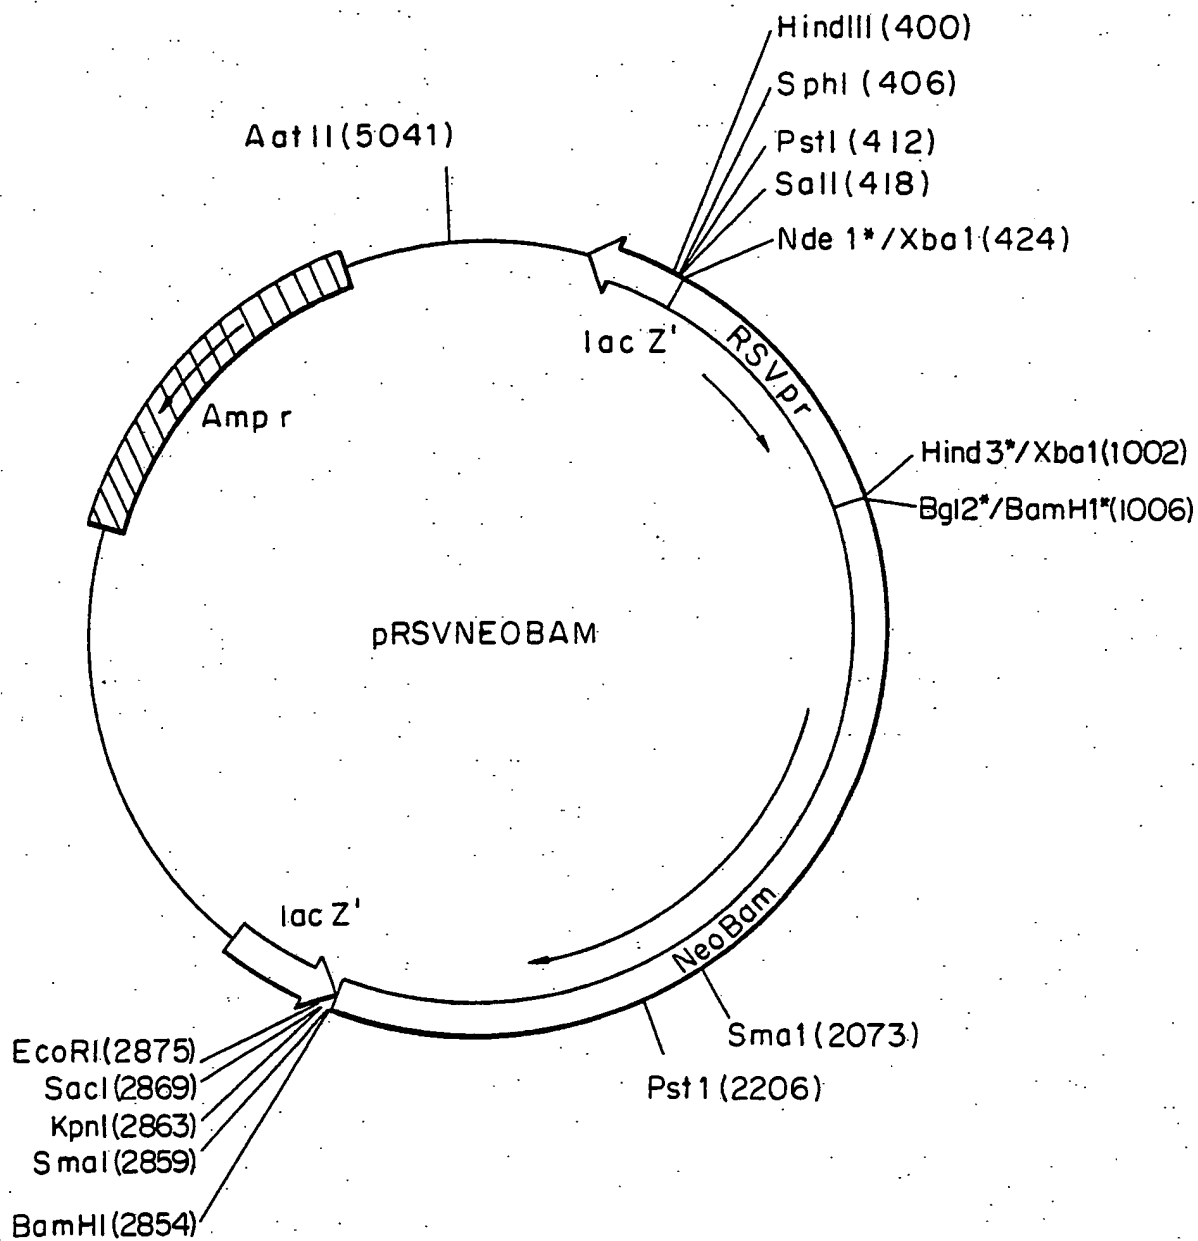 HindIII (400)
SphI (406)
AatII (5041)
PstI (412)
SalI (418)
Nde 1*/Xba1 (424)
lac Z'
RSVpr
Amp r
Hind3*/Xba1(1002)
Bgl2*/BamH1*(1006)
pRSVNEOBAM
lac Z'
NeoBam
Sma1 (2073)
EcoRI(2875)
SacI(2869)
Pst 1 (2206)
KpnI(2863)
SmaI(2859)
BamHI(2854)